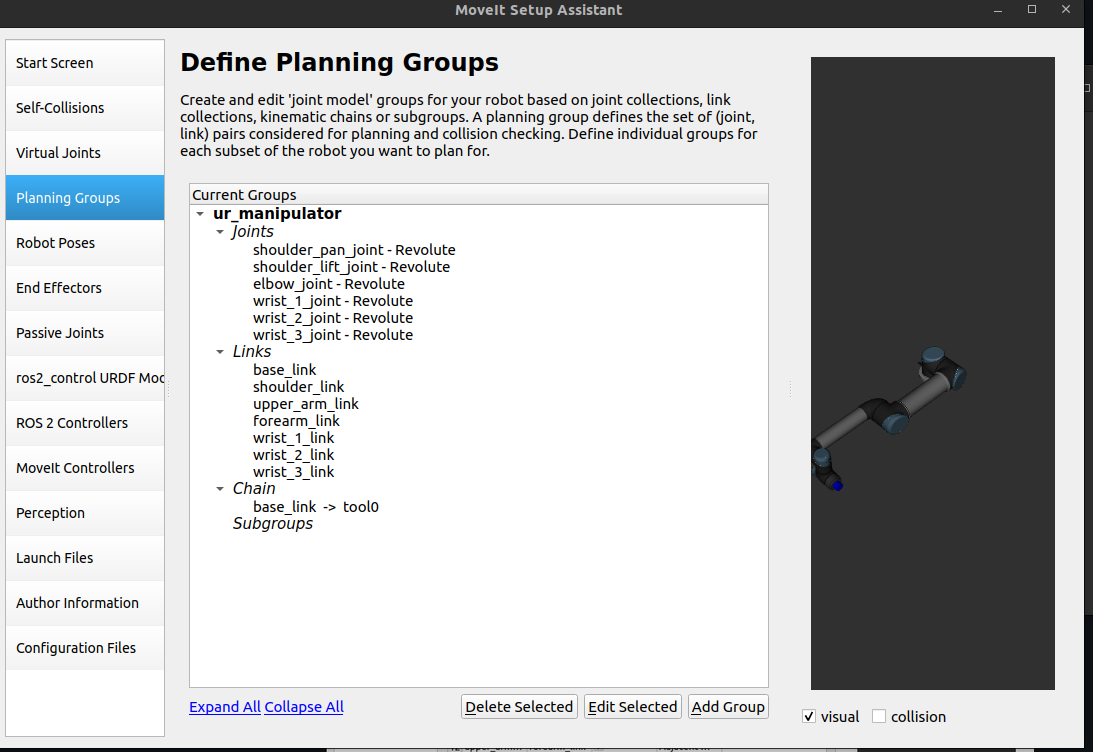 MoveIt Setup Assistant
Start Screen
Self-Collisions
Virtual Joints
Planning Groups
Robot Poses
End Effectors
Passive Joints
ros2_control URDF Moc
ROS 2 Controllers
MoveIt Controllers
Perception
Launch Files
Author Information
Configuration Files
Define Planning Groups
Create and edit 'joint model' groups for your robot based on joint collections, link
collections, kinematic chains or subgroups. A planning group defines the set of (joint,
link) pairs considered for planning and collision checking. Define individual groups for
each subset of the robot you want to plan for.
Current Groups
ur_manipulator
Joints
shoulder_pan_joint - Revolute
shoulder_lift_joint - Revolute
elbow_joint - Revolute
wrist_1_joint - Revolute
wrist_2_joint - Revolute
wrist_3_joint - Revolute
Links
base_link
shoulder_link
upper_arm_link
forearm_link
wrist_1_link
wrist_2_link
wrist_3_link
Chain
base_link -> tool0
Subgroups
Expand All Collapse All
Delete Selected
Edit Selected
Add Group
visual
collision